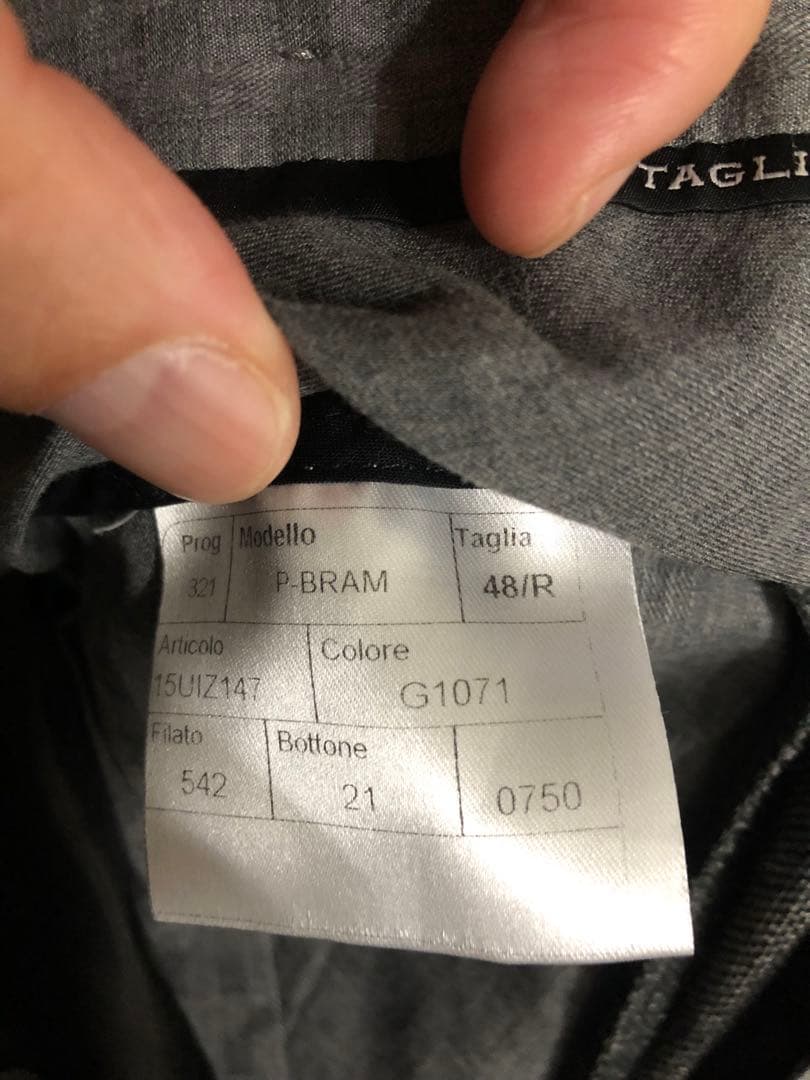 TAGLI
Prog Modello Taglia
321 P-BRAM 48/R
Articolo Colore
15UIZ147 G1071
Filato Bottone
542 21 0750